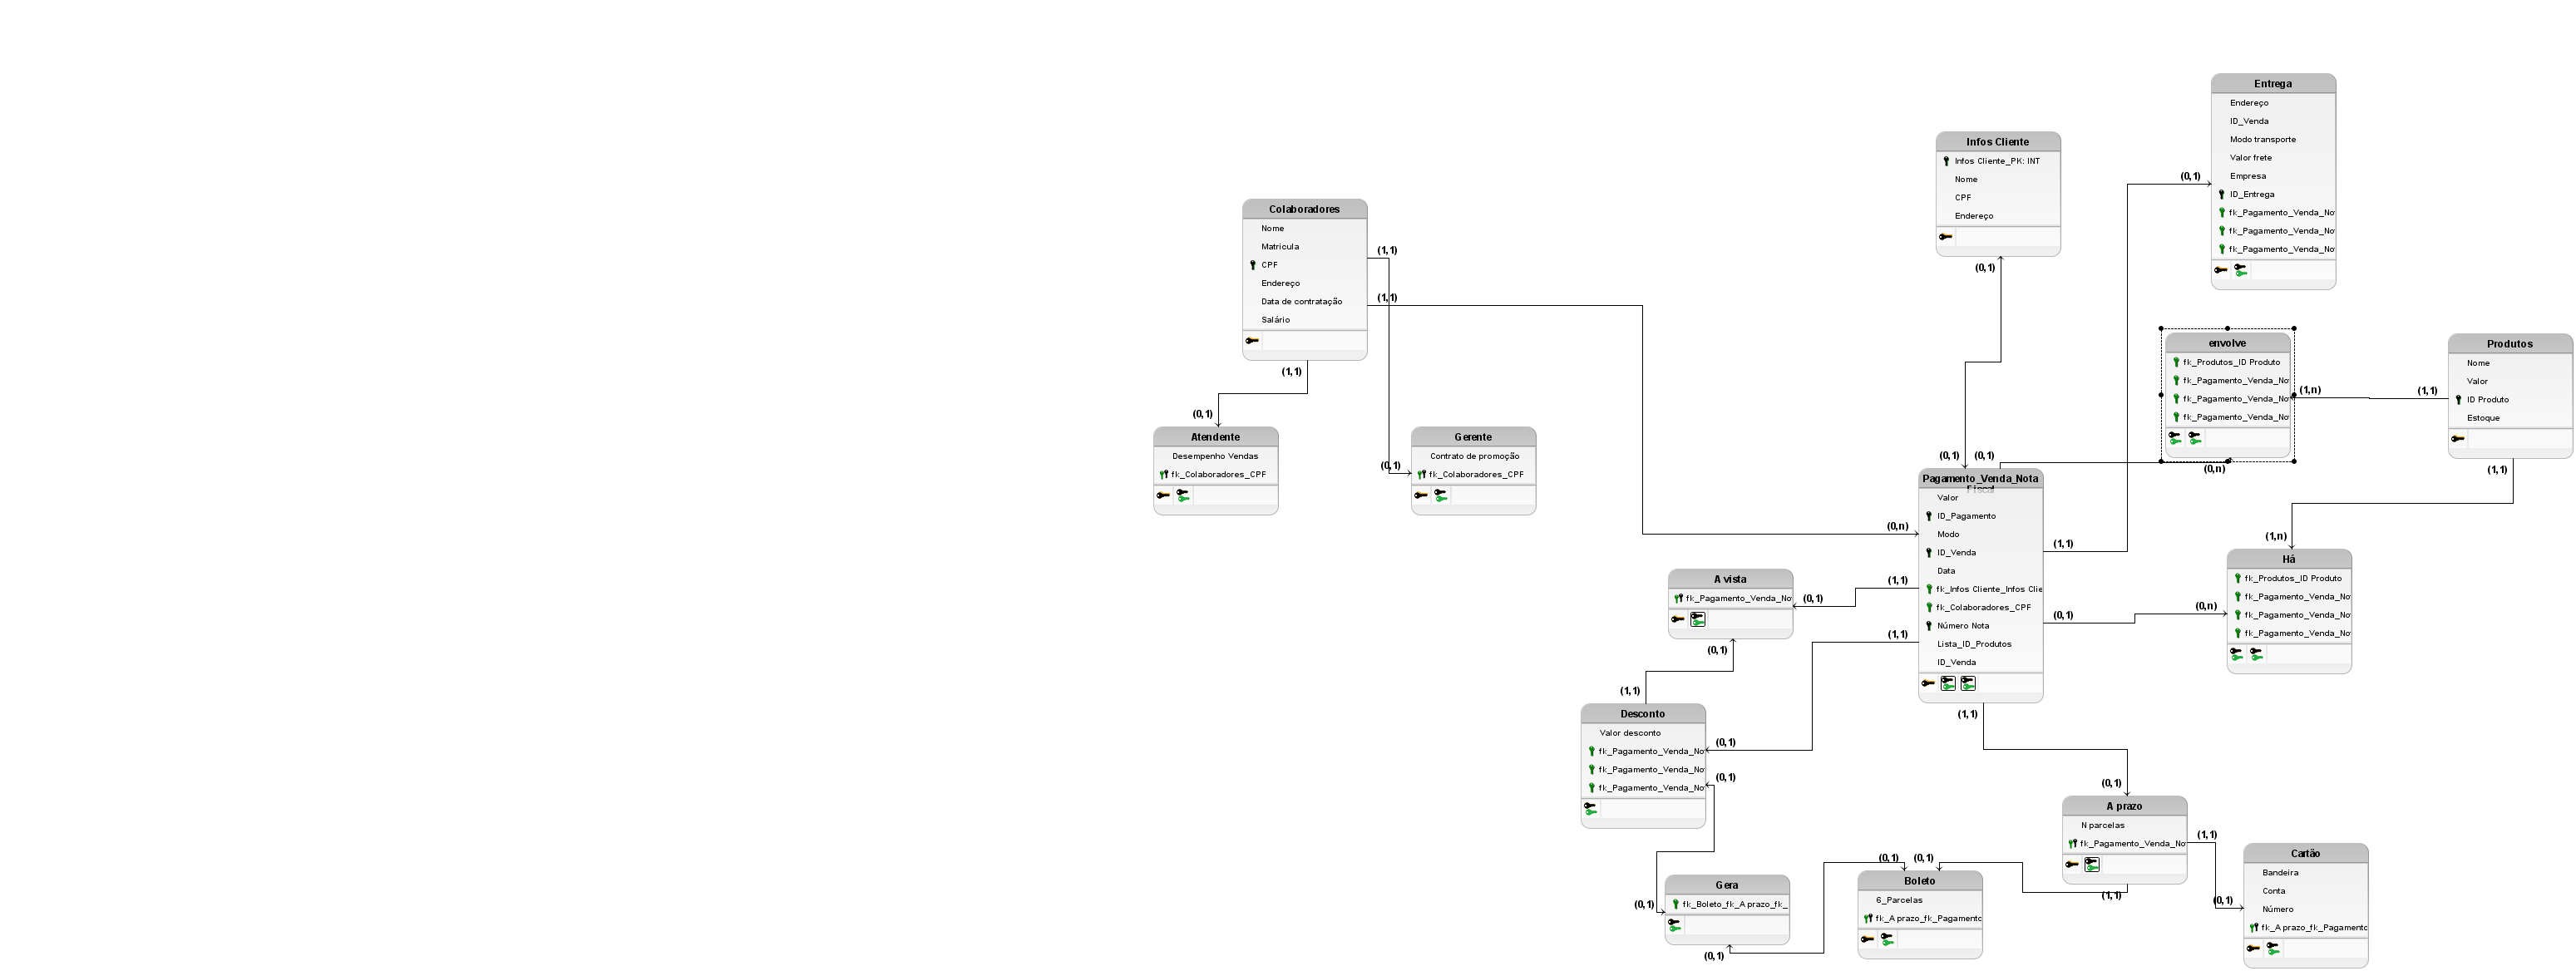 Entrega
Endereço
ID_Venda
Modo transporte
Valor frete
Empresa
ID_Entrega
fk_Pagamento_Venda_No
fk_Pagamento_Venda_No
fk_Pagamento_Venda_No
(0,1)
Infos Cliente
Infos Cliente_PK: INT
Nome
CPF
Endereço
(0,1)
Colaboradores
Nome
Matricula
CPF
Endereço
Data de contratação
Salário
(1,1)
(1,1)
(1,1)
(0,1)
Atendente
Desempenho Vendas
fk_Colaboradores_CPF
Gerente
Contrato de promoção
fk_Colaboradores_CPF
(0,1)
envolve
fk_Produtos_ID Produto
fk_Pagamento_Venda_No
fk_Pagamento_Venda_No
fk_Pagamento_Venda_No
(1,n)
(1,1)
(0,n)
Produtos
Nome
Valor
ID Produto
Estoque
(1,1)
(0,1)
(0,1)
Pagamento_Venda_Nota
Fiscal
Valor
ID_Pagamento
Modo
ID_Venda
Data
fk_Infos Cliente_Infos Clie
fk_Colaboradores_CPF
Número Nota
Lista_ID_Produtos
ID_Venda
(0,n)
(1,1)
(1,1)
(0,1)
(1,1)
(1,1)
(1,n)
Há
fk_Produtos_ID Produto
fk_Pagamento_Venda_No
fk_Pagamento_Venda_No
fk_Pagamento_Venda_No
(0,n)
A vista
fk_Pagamento_Venda_No
(0,1)
(0,1)
(1,1)
Desconto
Valor desconto
fk_Pagamento_Venda_No
fk_Pagamento_Venda_No
fk_Pagamento_Venda_No
(0,1)
(0,1)
(0,1)
A prazo
N parcelas
fk_Pagamento_Venda_No
(1,1)
(1,1)
Cartão
Bandeira
Conta
Número
fk_A prazo_fk_Pagamento
(0,1)
(0,1)
(0,1)
Boleto
6_Parcelas
fk_A prazo_fk_Pagamento
Gera
fk_Boleto_fk_A prazo_fk_
(0,1)
(0,1)